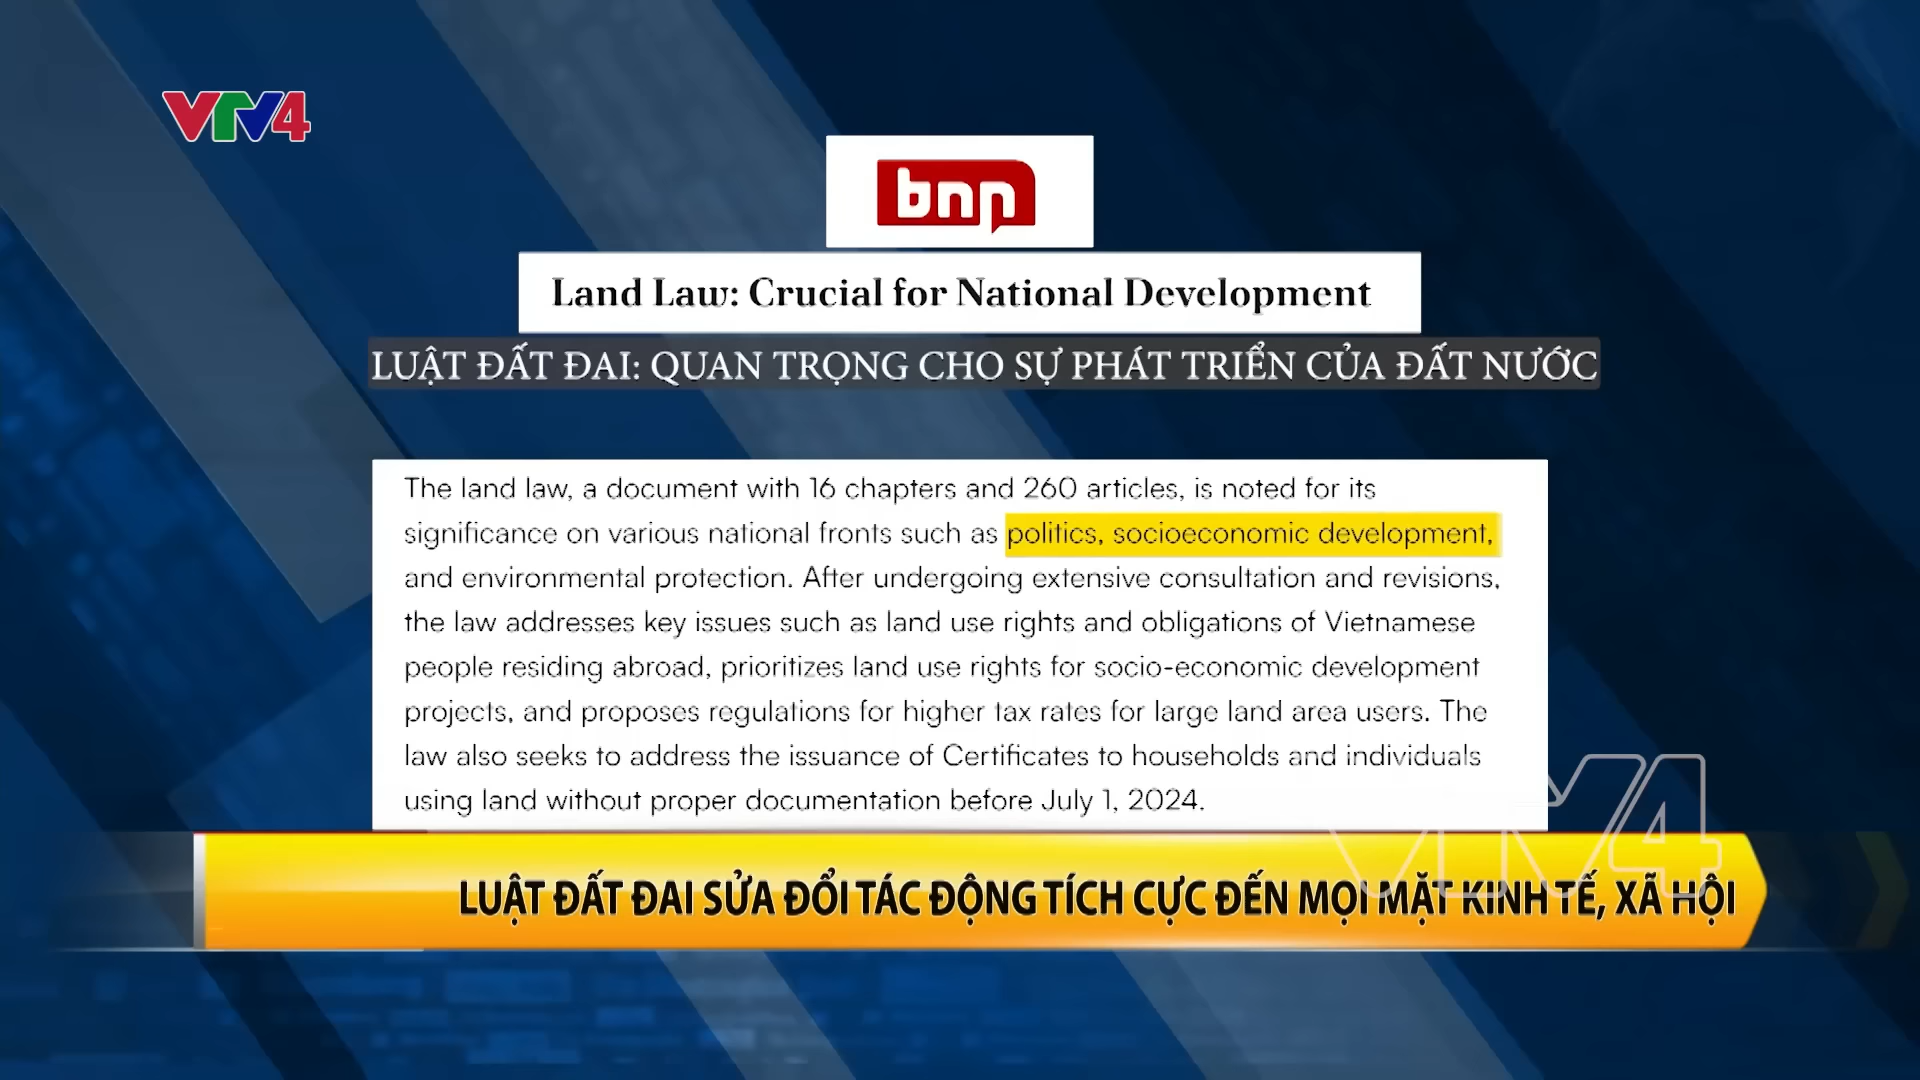 VTV4
bnn
Land Law: Crucial for National Development
LUẬT ĐẤT ĐAI: QUAN TRỌNG CHO SỰ PHÁT TRIỂN CỦA ĐẤT NƯỚC
The land law, a document with 16 chapters and 260 articles, is noted for its
significance on various national fronts such as politics, socioeconomic development,
and environmental protection. After undergoing extensive consultation and revisions,
the law addresses key issues such as land use rights and obligations of Vietnamese
people residing abroad, prioritizes land use rights for socio-economic development
projects, and proposes regulations for higher tax rates for large land area users. The
law also seeks to address the issuance of Certificates to households and individuals
using land without proper documentation before July 1, 2024.
VTV4
LUẬT ĐẤT ĐAI SỬA ĐỔI TÁC ĐỘNG TÍCH CỰC ĐẾN MỌI MẶT KINH TẾ, XÃ HỘI